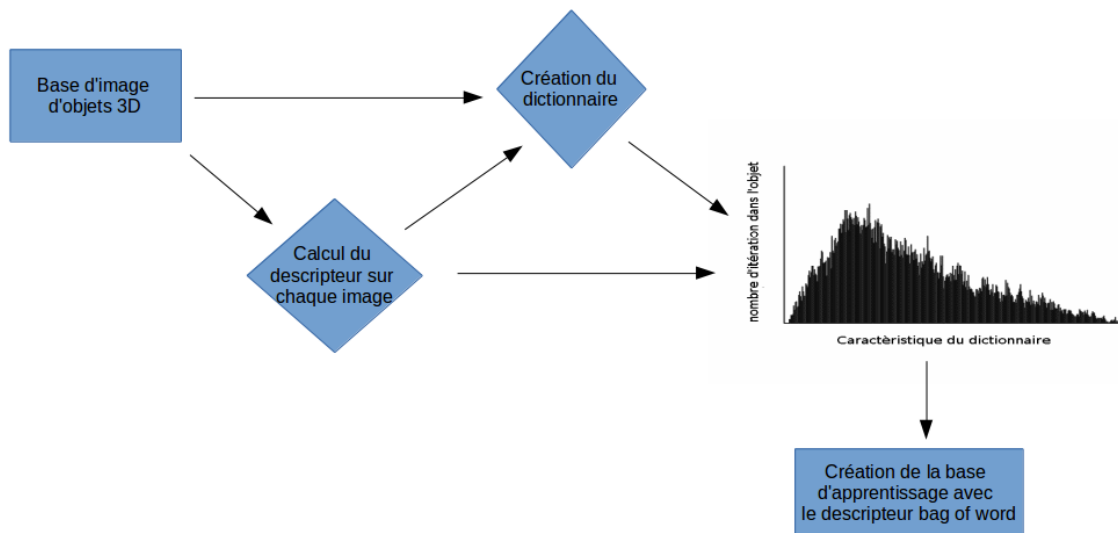 Base d'image
d'objets 3D
Création du
dictionnaire
Calcul du
descripteur sur
chaque image
nombre d'itération dans l'objet
Caractèristique du dictionnaire
Création de la base
d'apprentissage avec
le descripteur bag of word